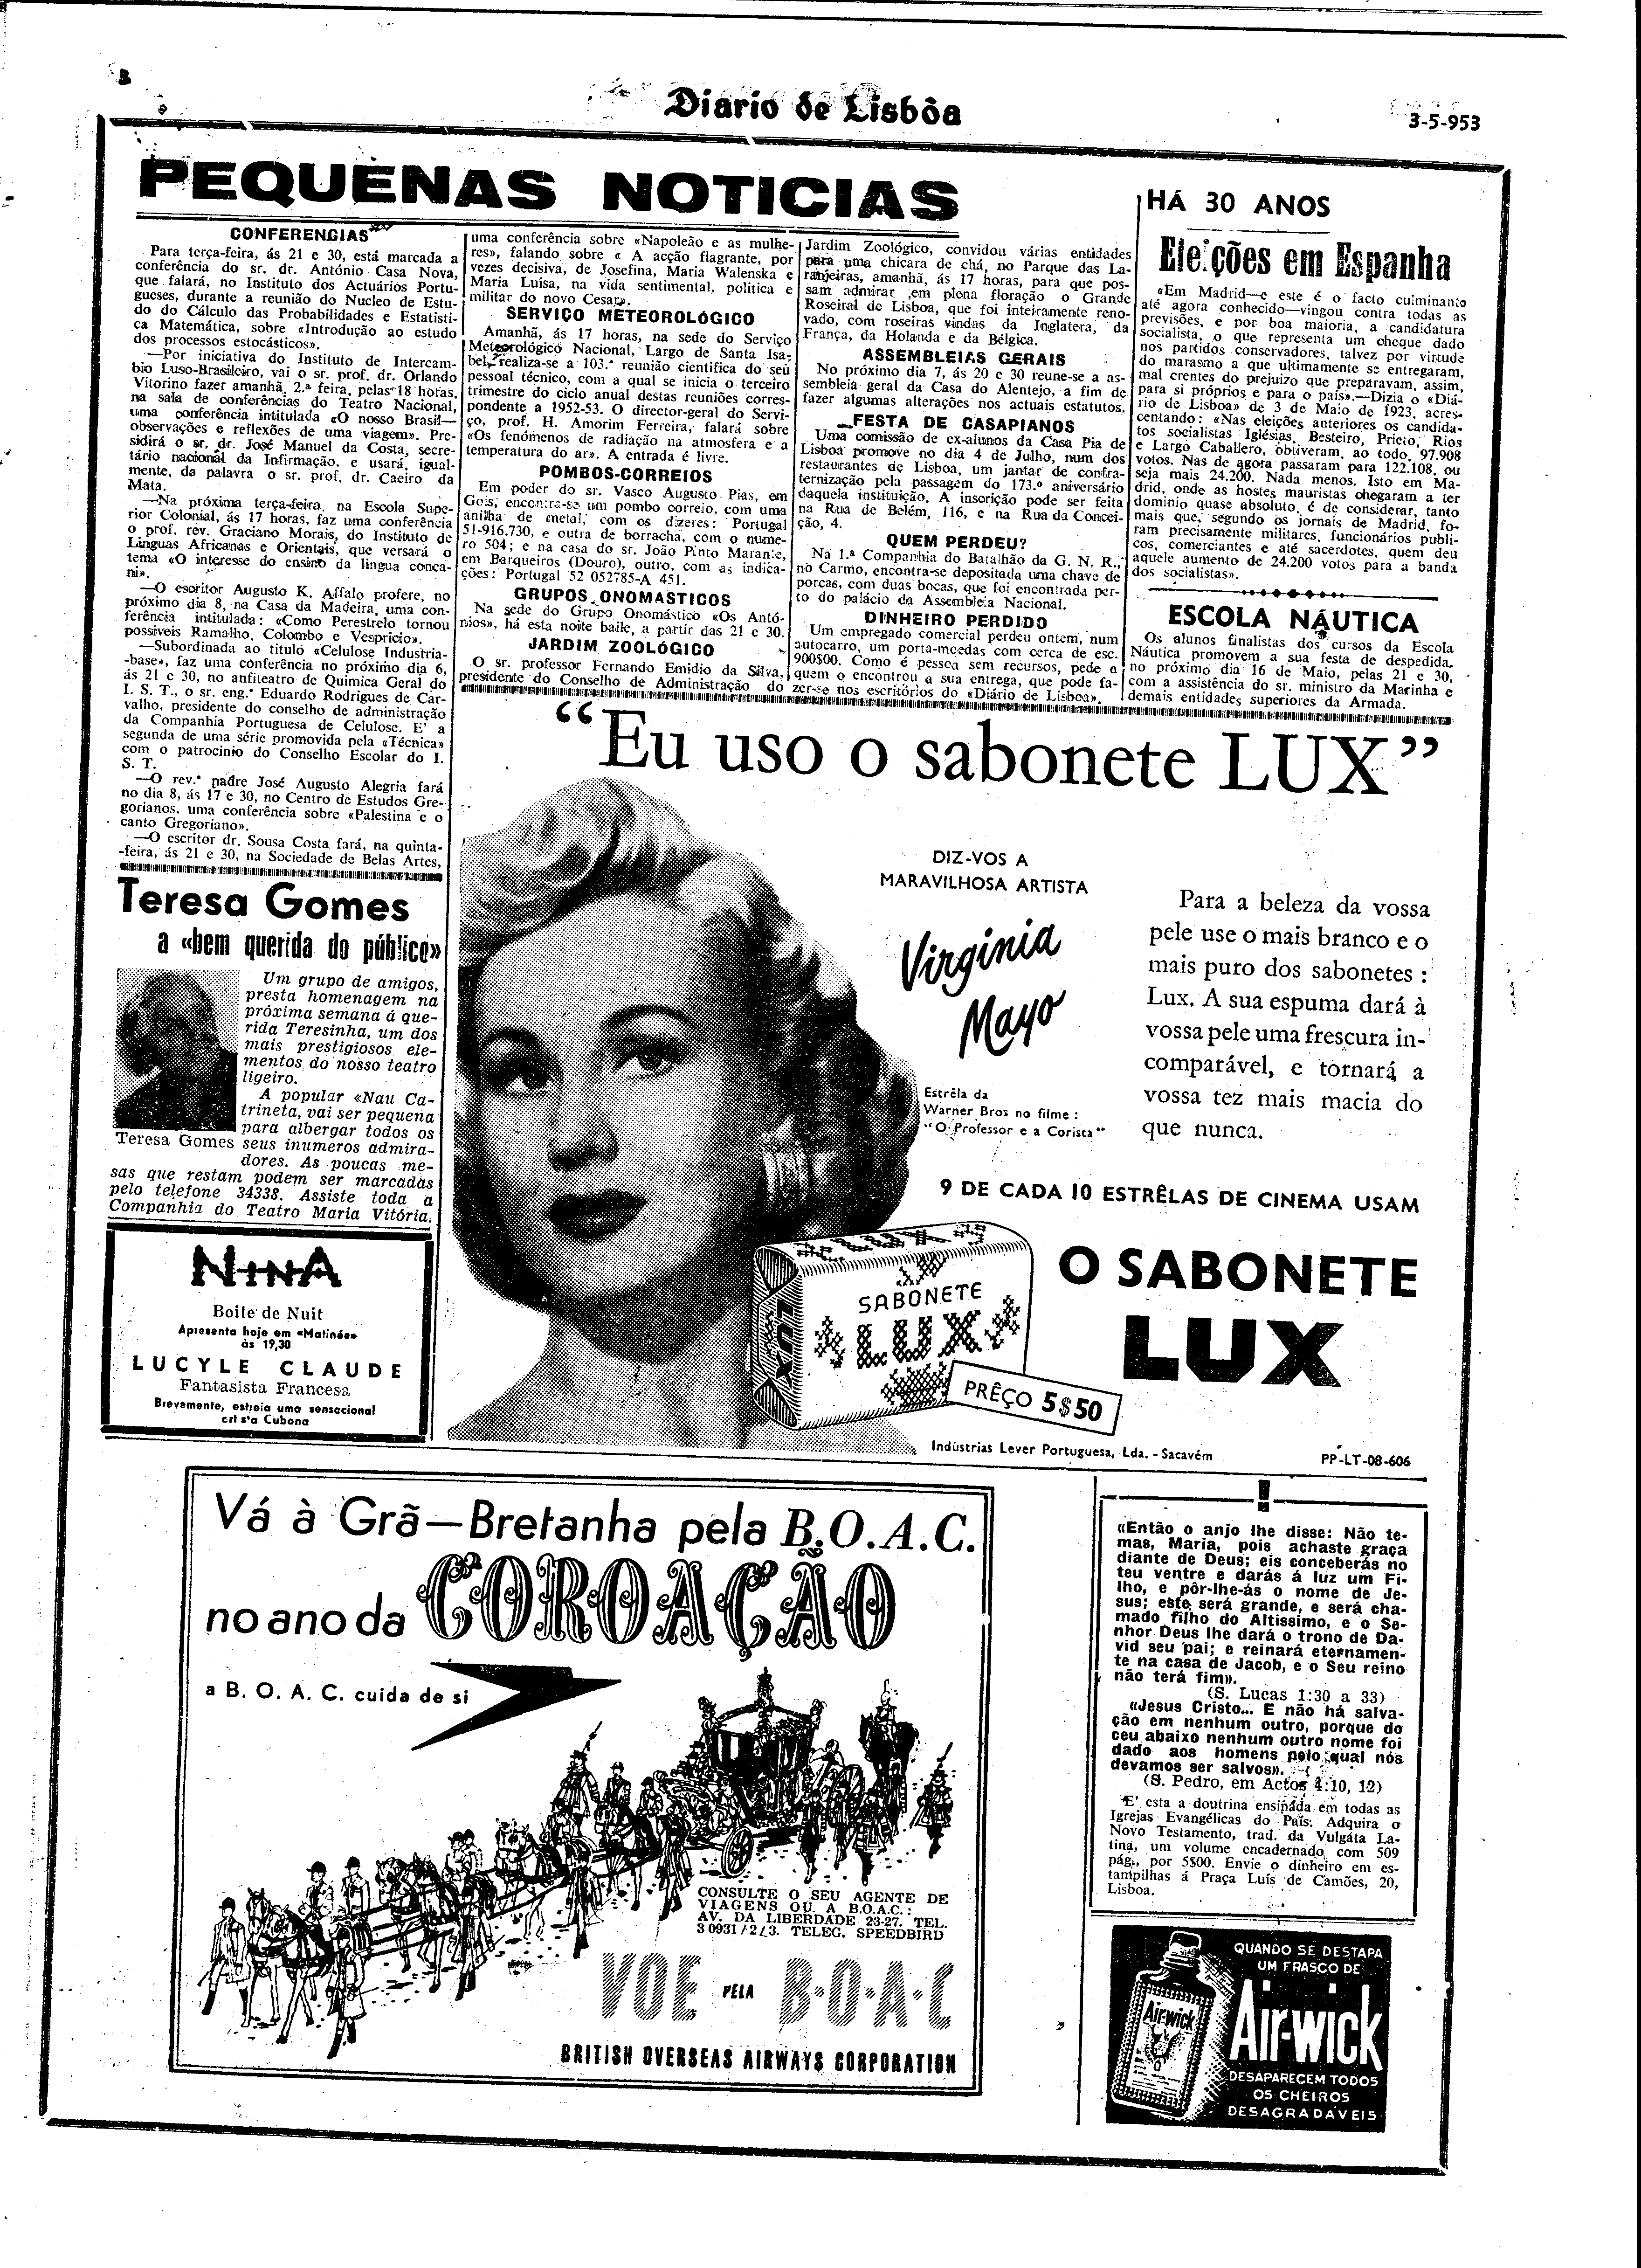 Diario de Lisbôa
3-5-953
PEQUENAS NOTICIAS
CONFERENCIAS
Para terça-feira, ás 21 e 30, está marcada a
conferência do sr. dr. António Casa Nova,
que falará, no Instituto dos Actuários Portu-
gueses, durante a reunião do Nucleo de Estu-
do do Cálculo das Probabilidades e Estatisti-
ca Matemática, sobre «Introdução ao estudo
dos processos estocásticos».
—Por iniciativa do Instituto de Intercam-
bio Luso-Brasileiro, vai o sr. prof. dr. Orlando
Vitorino fazer amanhã, 2.ª feira, pelas 18 horas,
na sala de conferências do Teatro Nacional,
uma conferência intitulada «O nosso Brasil—
observações e reflexões de uma viagem». Pre-
sidirá o sr. dr. José Manuel da Costa, secre-
tário nacional da Infirmação, e usará, igual-
mente, da palavra o sr. prof. dr. Caeiro da
Mata.
—Na próxima terça-feira, na Escola Supe-
rior Colonial, ás 17 horas, faz uma conferência
o prof. rev. Graciano Morais, do Instituto de
Linguas Africanas e Orientais, que versará o
tema «O interesse do ensino da lingua conca-
ni».
—O escritor Augusto K. Aiffalo profere, no
próximo dia 8, na Casa da Madeira, uma con-
ferência intitulada: «Como Perestrelo tornou
possiveis Ramalho, Colombo e Vespricio».
—Subordinada ao titulo «Celulose Industria-
-base», faz uma conferência no próximo dia 6,
ás 21 e 30, no anfiteatro de Quimica Geral do
I. S. T., o sr. eng.º Eduardo Rodrigues de Car-
valho, presidente do conselho de administração
da Companhia Portuguesa de Celulose. E' a
segunda de uma série promovida pela «Técnica»
com o patrocinio do Conselho Escolar do I.
S. T.
—O rev.º padre José Augusto Alegria fará
no dia 8, ás 17 e 30, no Centro de Estudos Gre-
gorianos, uma conferência sobre «Palestina e o
canto Gregoriano».
—O escritor dr. Sousa Costa fará, na quinta-
-feira, ás 21 e 30, na Sociedade de Belas Artes,
uma conferência sobre «Napoleão e as mulhe-
res», falando sobre « A acção flagrante, por
vezes decisiva, de Josefina, Maria Walenska e
Maria Luísa, na vida sentimental, politica e
militar do novo Cesar».
SERVIÇO METEOROLÓGICO
Amanhã, ás 17 horas, na sede do Serviço
Meteorológico Nacional, Largo de Santa Isa-
bel, realiza-se a 103.ª reunião cientifica do seu
pessoal técnico, com a qual se inicia o terceiro
trimestre do ciclo anual destas reuniões corres-
pondente a 1952-53. O director-geral do Servi-
ço, prof. H. Amorim Ferreira, falará sobre
«Os fenómenos de radiação na atmosfera e a
temperatura do ar». A entrada é livre.
POMBOS-CORREIOS
Em poder do sr. Vasco Augusto Pias, em
Gois, encontra-se um pombo correio, com uma
anilha de metal, com os dizeres: Portugal
51-916.730, e outra de borracha, com o nume-
ro 504; e na casa do sr. João Pinto Marante,
em Barqueiros (Douro), outro, com as indica-
ções: Portugal 52 052785-A 451.
GRUPOS ONOMASTICOS
Na sede do Grupo Onomástico «Os Antó-
nios», há esta noite baile, a partir das 21 e 30.
JARDIM ZOOLÓGICO
O sr. professor Fernando Emidio da Silva,
presidente do Conselho de Administração do
Jardim Zoológico, convidou várias entidades
para uma chicara de chá, no Parque das La-
ranjeiras, amanhã, ás 17 horas, para que pos-
sam admirar ,em plena floração o Grande
Roseiral de Lisboa, que foi inteiramente reno-
vado, com roseiras vindas da Inglaterra, da
França, da Holanda e da Bélgica.
ASSEMBLEIAS GERAIS
No próximo dia 7, ás 20 e 30 reune-se a as-
sembleia geral da Casa do Alentejo, a fim de
fazer algumas alterações nos actuais estatutos.
FESTA DE CASAPIANOS
Uma comissão de ex-alunos da Casa Pia de
Lisboa promove no dia 4 de Julho, num dos
restaurantes de Lisboa, um jantar de confra-
ternização pela passagem do 173.º aniversário
daquela instituição. A inscrição pode ser feita
na Rua de Belém, 116, e na Rua da Concei-
ção, 4.
QUEM PERDEU?
Na 1.ª Companhia do Batalhão da G. N. R.,
no Carmo, encontra-se depositada uma chave de
porcas, com duas bocas, que foi encontrada per-
to do palácio da Assembleia Nacional.
DINHEIRO PERDIDO
Um empregado comercial perdeu ontem, num
autocarro, um porta-moedas com cerca de esc.
900$00. Como é pessoa sem recursos, pede a
quem o encontrou a sua entrega, que pode fa-
zer-se nos escritórios do «Diário de Lisboa».
HÁ 30 ANOS
Eleições em Espanha
«Em Madrid—e este é o facto culminante
até agora conhecido—vingou contra todas as
previsões, e por boa maioria, a candidatura
socialista, o que representa um cheque dado
nos partidos conservadores, talvez por virtude
do marasmo a que ultimamente se entregaram,
mal crentes do prejuizo que preparavam, assim,
para si próprios e para o país».—Dizia o «Diá-
rio de Lisboa» de 3 de Maio de 1923, acres-
centando: «Nas eleições anteriores os candida-
tos socialistas Iglésias, Besteiro, Prieto, Rios
e Largo Caballero, obtiveram, ao todo, 97.908
votos. Nas de agora passaram para 122.108, ou
seja mais 24.200. Nada menos. Isto em Ma-
drid, onde as hostes mauristas chegaram a ter
dominio quase absoluto, é de considerar, tanto
mais que, segundo os jornais de Madrid, fo-
ram precisamente militares, funcionários publi-
cos, comerciantes e até sacerdotes, quem deu
aquele aumento de 24.200 votos para a banda
dos socialistas».
ESCOLA NÁUTICA
Os alunos finalistas dos cursos da Escola
Náutica promovem a sua festa de despedida,
no próximo dia 16 de Maio, pelas 21 e 30,
com a assistência do sr. ministro da Marinha e
demais entidades superiores da Armada.
Teresa Gomes
a «bem querida do público»
Um grupo de amigos,
presta homenagem na
próxima semana á que-
rida Teresinha, um dos
mais prestigiosos ele-
mentos do nosso teatro
ligeiro.
A popular «Nau Ca-
trineta, vai ser pequena
para albergar todos os
Teresa Gomes seus inumeros admira-
dores. As poucas me-
sas que restam podem ser marcadas
pelo telefone 34338. Assiste toda a
Companhia do Teatro Maria Vitória.
NINA
Boite de Nuit
Apresenta hoje em «Matinée»
às 19,30
LUCYLE CLAUDE
Fantasista Francesa
Brevemente, estreia uma sensacional
Cubana
“Eu uso o sabonete LUX”
DIZ-VOS A
MARAVILHOSA ARTISTA
Virginia
Mayo
Estrêla da
Warner Bros no filme :
“O Professor e a Corista”
Para a beleza da vossa
pele use o mais branco e o
mais puro dos sabonetes :
Lux. A sua espuma dará à
vossa pele uma frescura in-
comparável, e tornará a
vossa tez mais macia do
que nunca.
9 DE CADA 10 ESTRÊLAS DE CINEMA USAM
O SABONETE
LUX
LUX
LUX
SABONETE
LUX
PRÊÇO 5$50
Indústrias Lever Portuguesa, Lda. - Sacavém
PP-LT-08-606
Vá à Grã—Bretanha pela B.O.A.C.
no ano da COROAÇÃO
a B. O. A. C. cuida de si
CONSULTE O SEU AGENTE DE
VIAGENS OU A B.O.A.C.:
AV. DA LIBERDADE 23-27. TEL.
3 0931/2/3. TELEG. SPEEDBIRD
VOE PELA B·O·A·C
BRITISH OVERSEAS AIRWAYS CORPORATION
!
«Então o anjo lhe disse: Não te-
mas, Maria, pois achaste graça
diante de Deus; eis conceberás no
teu ventre e darás á luz um Fi-
lho, e pôr-lhe-ás o nome de Je-
sus; este será grande, e será cha-
mado filho do Altissimo, e o Se-
nhor Deus lhe dará o trono de Da-
vid seu pai; e reinará eternamen-
te na casa de Jacob, e o Seu reino
não terá fim».
(S. Lucas 1:30 a 33)
«Jesus Cristo... E não há salva-
ção em nenhum outro, porque do
ceu abaixo nenhum outro nome foi
dado aos homens pelo qual nós
devamos ser salvos».
(S. Pedro, em Actos 4:10, 12)
E' esta a doutrina ensinada em todas as
Igrejas Evangélicas do País. Adquira o
Novo Testamento, trad. da Vulgáta La-
tina, um volume encadernado com 509
pág., por 5$00. Envie o dinheiro em es-
tampilhas á Praça Luís de Camões, 20,
Lisboa.
QUANDO SE DESTAPA
UM FRASCO DE
Air-wick
Air-wick
DESAPARECEM TODOS
OS CHEIROS
DESAGRADÁVEIS